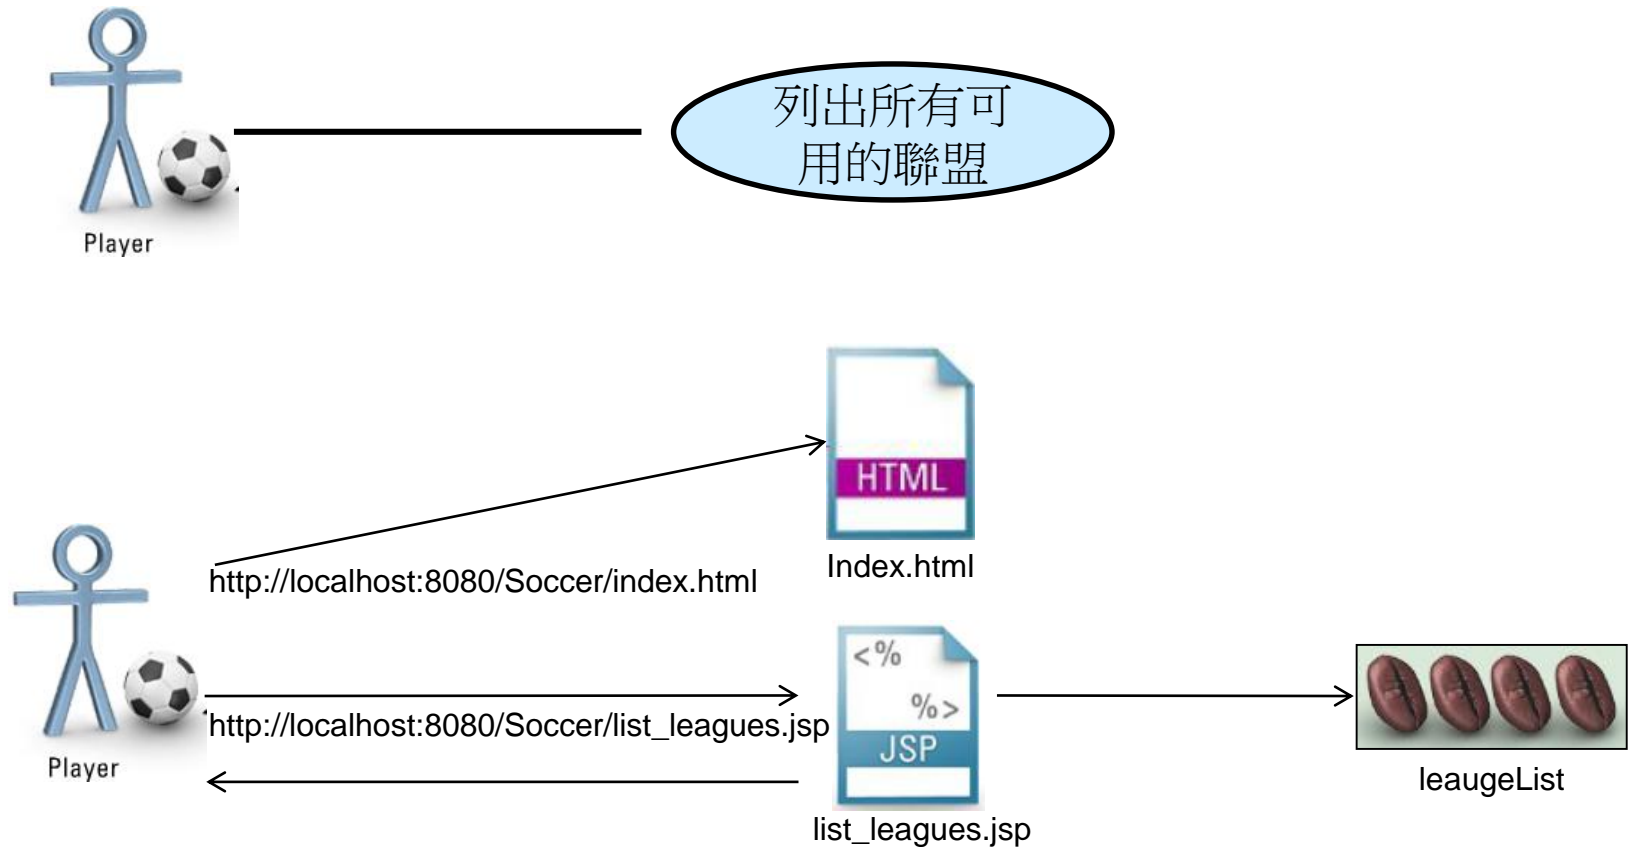 列出所有可
用的聯盟
Player
HTML
Index.html
http://localhost:8080/Soccer/index.html
<%
%>
JSP
http://localhost:8080/Soccer/list_leagues.jsp
Player
leaugeList
list_leagues.jsp